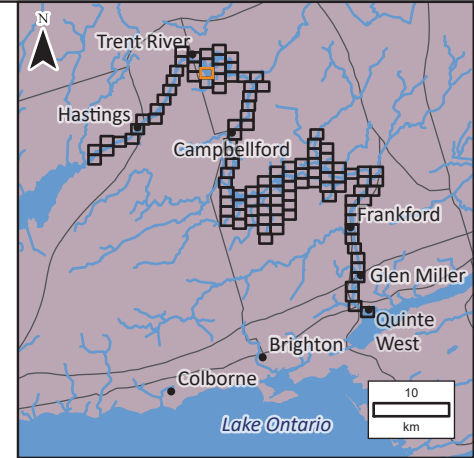 N
Trent River
Hastings
Campbellford
Frankford
Glen Miller
Quinte
West
Brighton
Colborne
Lake Ontario
10
km